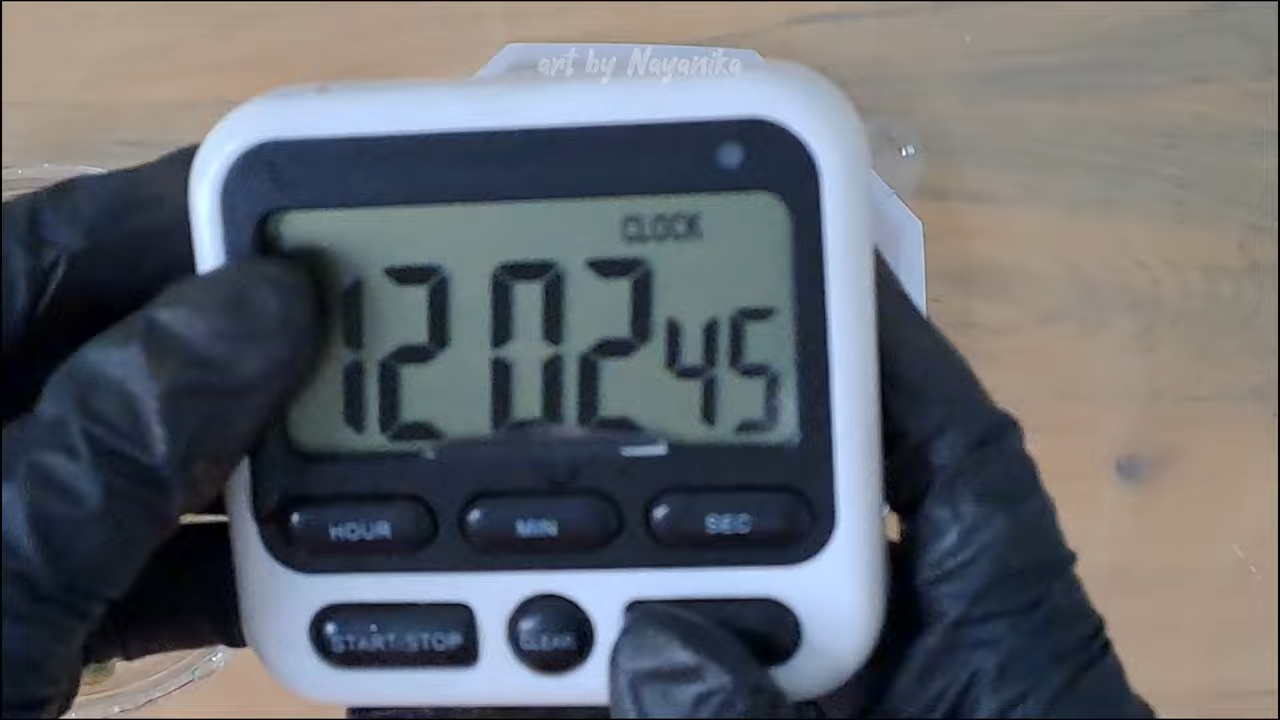 art by Nayanika
CLOCK
12 02 45
HOUR MIN SEC
START/STOP CLEAR